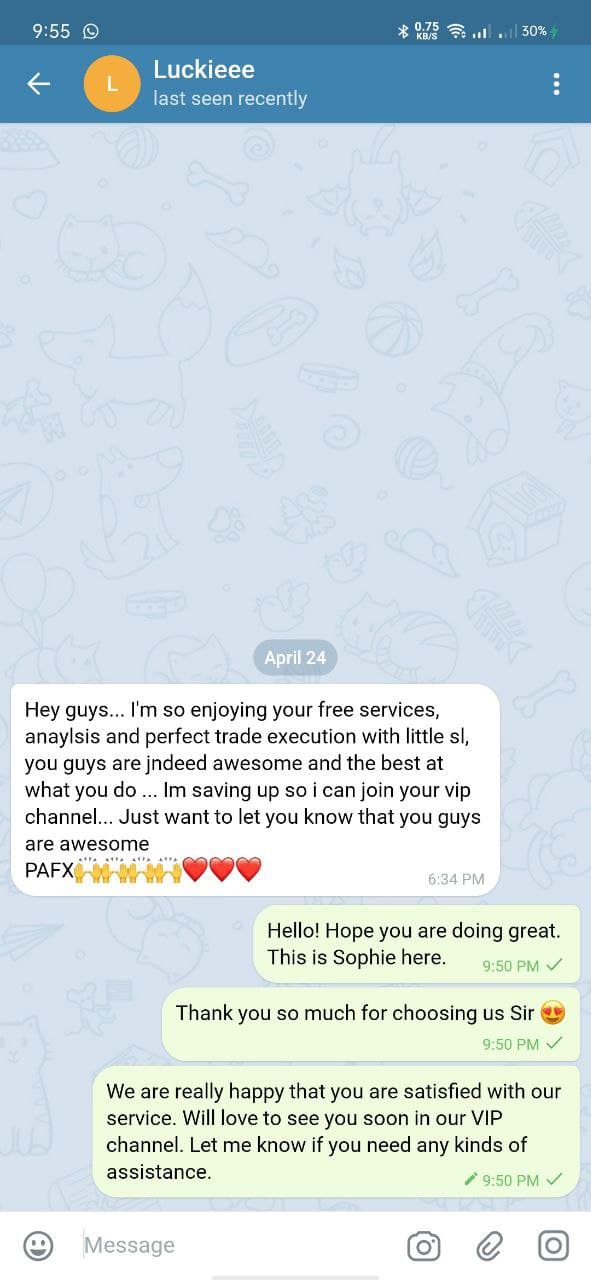 9:55
0.75
KB/S
30%
L
Luckieee
last seen recently
April 24
Hey guys... I'm so enjoying your free services,
anaylsis and perfect trade execution with little sl,
you guys are jndeed awesome and the best at
what you do ... Im saving up so i can join your vip
channel... Just want to let you know that you guys
are awesome
PAFX🙌🙌🙌🙌❤️❤️❤️
6:34 PM
Hello! Hope you are doing great.
This is Sophie here.
9:50 PM
Thank you so much for choosing us Sir 😍
9:50 PM
We are really happy that you are satisfied with our
service. Will love to see you soon in our VIP
channel. Let me know if you need any kinds of
assistance.
9:50 PM
Message